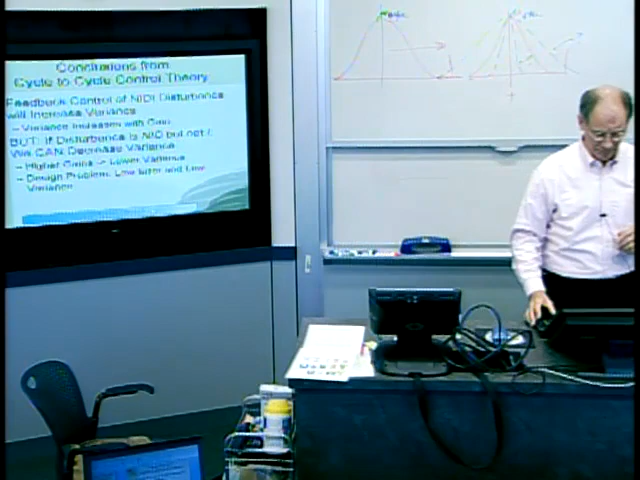 Conclusions from
Cycle to Cycle Control Theory
Feedback Control of NIDI Disturbance
will Increase Variance
– Variance Increases with Gain
BUT: If Disturbance is NID but not I
We CAN Decrease Variance
– Higher Gains -> Lower Variance
– Design Problem: Low Error and Low
Variance